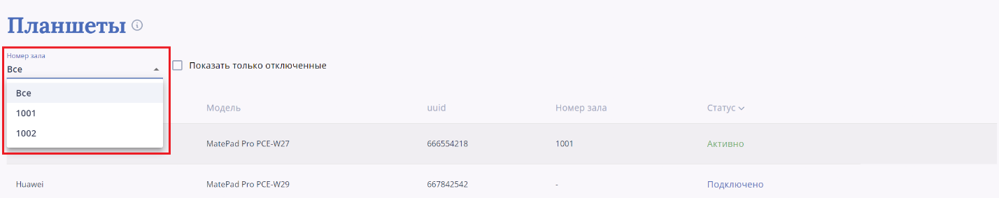 Планшеты
Номер зала
Все
Показать только отключенные
Все
1001
1002
Модель uuid Номер зала Статус
MatePad Pro PCE-W27 666554218 1001 Активно
Huawei MatePad Pro PCE-W29 667842542 - Подключено